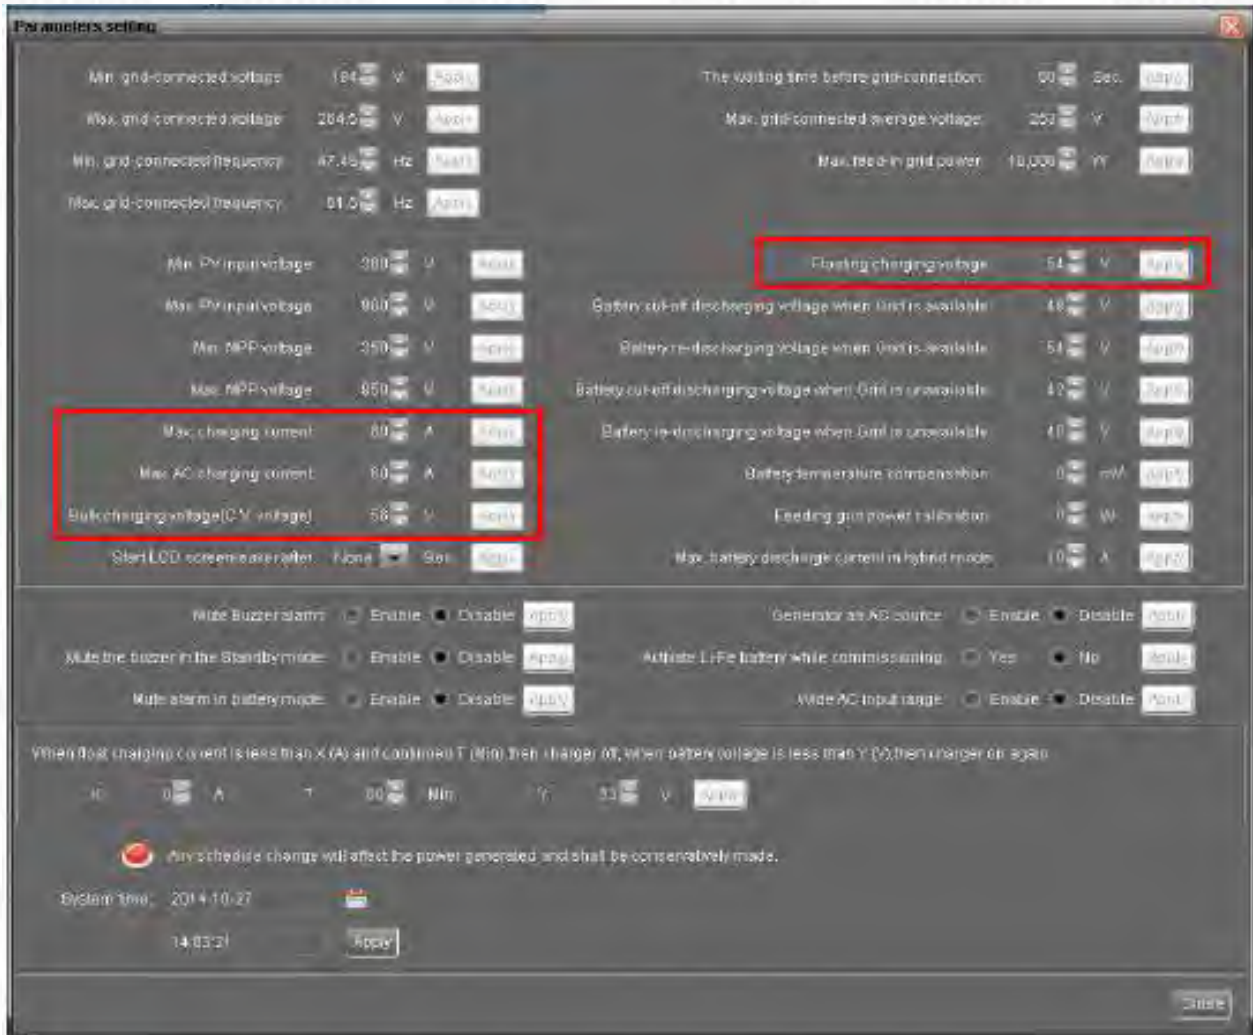 Parameters setting
Min. grid-connected voltage 184 V Apply
The waiting time before grid-connection: 60 Sec. Apply
Max. grid-connected voltage 264.5 V Apply
Max. grid-connected average voltage: 253 V Apply
Min. grid-connected frequency 47.48 Hz Apply
Max. feed-in grid power: 10,000 W Apply
Max. grid-connected frequency 51.5 Hz Apply
Min. PV input voltage V Apply
Floating charging voltage 54 V Apply
Max. PV input voltage 900 V Apply
Battery cut-off discharging voltage when Grid is available 48 V Apply
Min. MPP voltage 350 V Apply
Battery re-discharging voltage when Grid is available 54 V Apply
Max. MPP voltage 850 V Apply
Battery cut-off discharging voltage when Grid is unavailable 42 V Apply
Max. charging current A Apply
Battery re-discharging voltage when Grid is unavailable 48 V Apply
Max. AC charging current A Apply
Battery temperature compensation 0 mV Apply
Bulk charging voltage(C.V. voltage) 56 V Apply
Feeding grid power calibration 0 W Apply
Start LCD screen-saver after None Sec. Apply
Max. battery discharge current in hybrid mode: 10 A Apply
Mute Buzzer alarm: Enable Disable Apply
Generator as AC source Enable Disable Apply
Mute the buzzer in the Standby mode Enable Disable Apply
Activate Li-Fe battery while commissioning Yes No Apply
Mute alarm in battery mode Enable Disable Apply
Wide AC input range Enable Disable Apply
When float charging current is less than X (A) and continued T (Min) then charger off, when battery voltage is less than Y (V),then charger on again
X: 0 A T: 60 Min Y: 53 V Apply
Any schedule change will affect the power generated and shall be conservatively made.
System time: 2014-10-27
Apply
Close